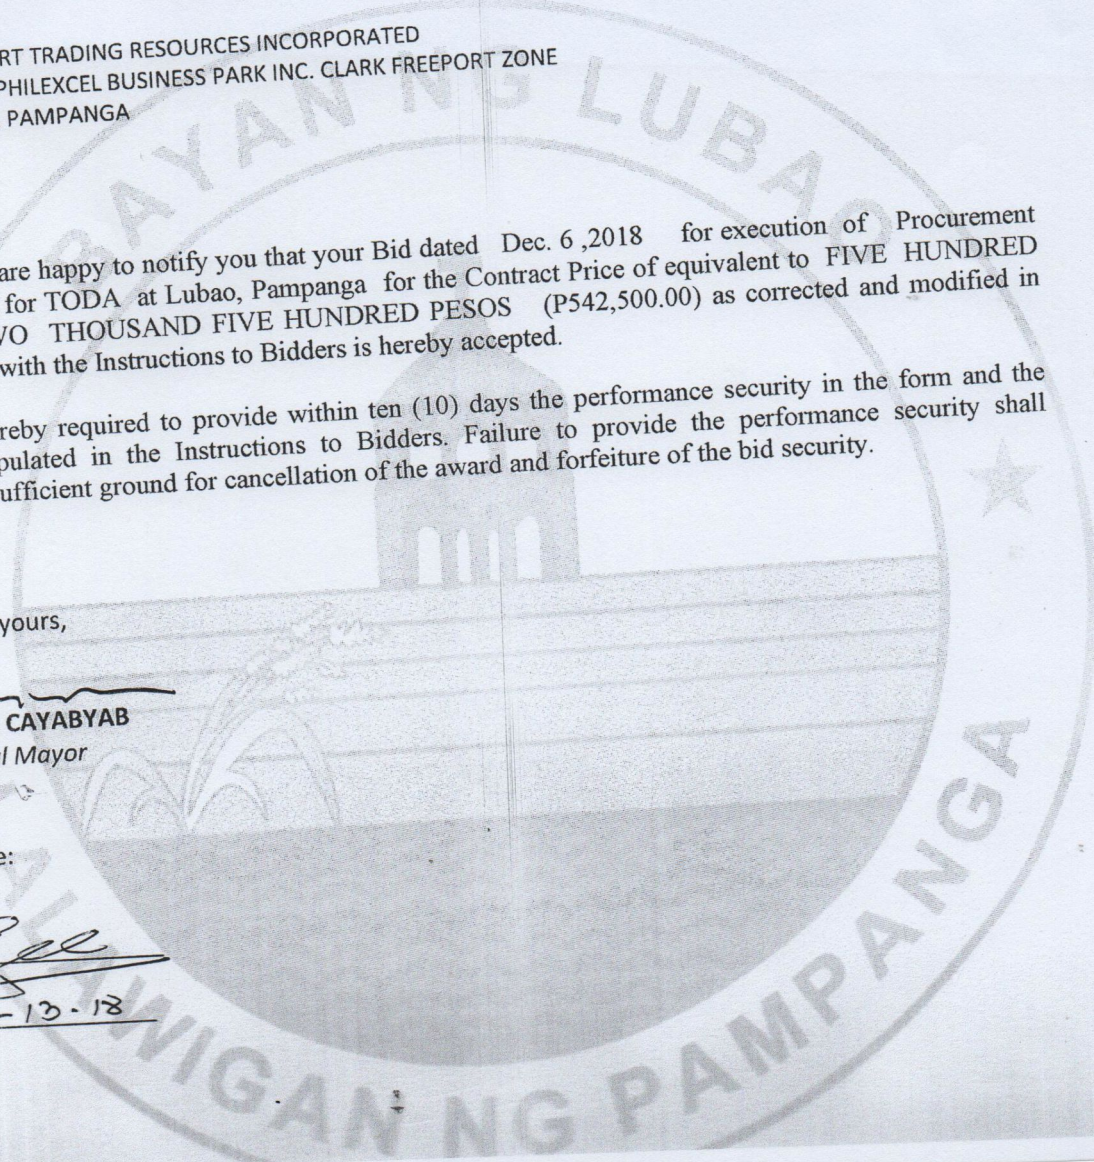 RT TRADING RESOURCES INCORPORATED
PHILEXCEL BUSINESS PARK INC. CLARK FREEPORT ZONE
PAMPANGA
BAYAN NG LUBAO
are happy to notify you that your Bid dated Dec. 6 ,2018 for execution of Procurement
for TODA at Lubao, Pampanga for the Contract Price of equivalent to FIVE HUNDRED
VO THOUSAND FIVE HUNDRED PESOS (P542,500.00) as corrected and modified in
with the Instructions to Bidders is hereby accepted.
reby required to provide within ten (10) days the performance security in the form and the
pulated in the Instructions to Bidders. Failure to provide the performance security shall
ufficient ground for cancellation of the award and forfeiture of the bid security.
yours,
CAYABYAB
l Mayor
e:
-13-18
ALAWIGAN NG PAMPANGA